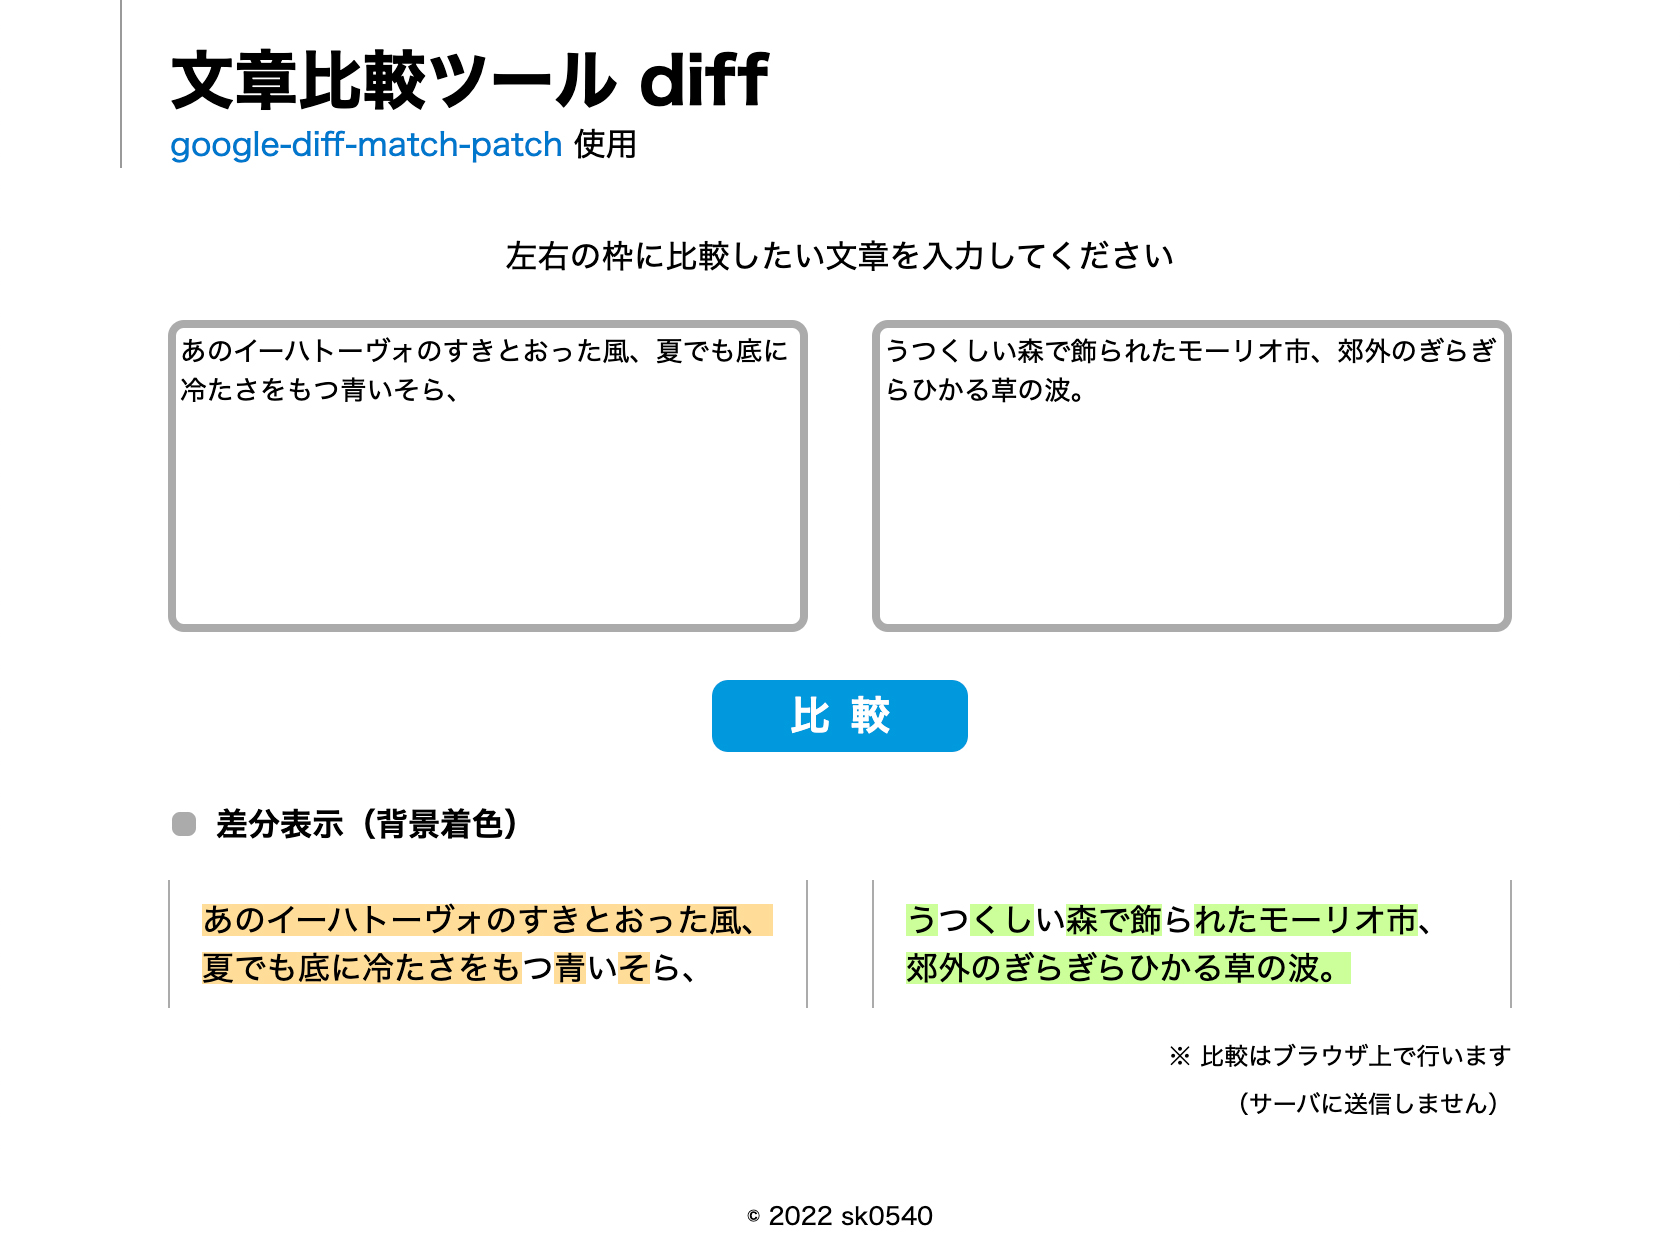 文章比較ツール diff
google-diff-match-patch 使用
左右の枠に比較したい文章を入力してください
あのイーハトーヴォのすきとおった風、夏でも底に
冷たさをもつ青いそら、
うつくしい森で飾られたモーリオ市、郊外のぎらぎ
らひかる草の波。
比 較
差分表示（背景着色）
あのイーハトーヴォのすきとおった風、
夏でも底に冷たさをもつ青いそら、
うつくしい森で飾られたモーリオ市、
郊外のぎらぎらひかる草の波。
※ 比較はブラウザ上で行います
（サーバに送信しません）
© 2022 sk0540